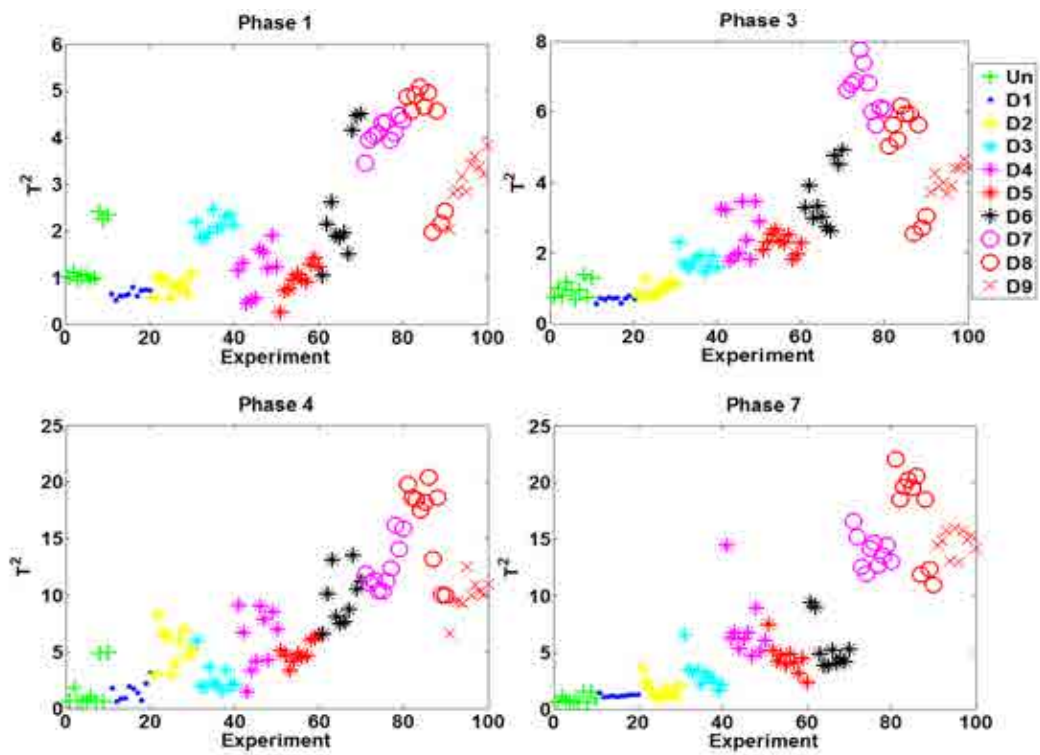 Phase 1
6
5
4
3
2
1
0
T²
0 20 40 60 80 100
Experiment
Phase 3
8
6
4
2
0
T²
0 20 40 60 80 100
Experiment
Un
D1
D2
D3
D4
D5
D6
D7
D8
D9
Phase 4
25
20
15
10
5
0
T²
0 20 40 60 80 100
Experiment
Phase 7
25
20
15
10
5
0
T²
0 20 40 60 80 100
Experiment